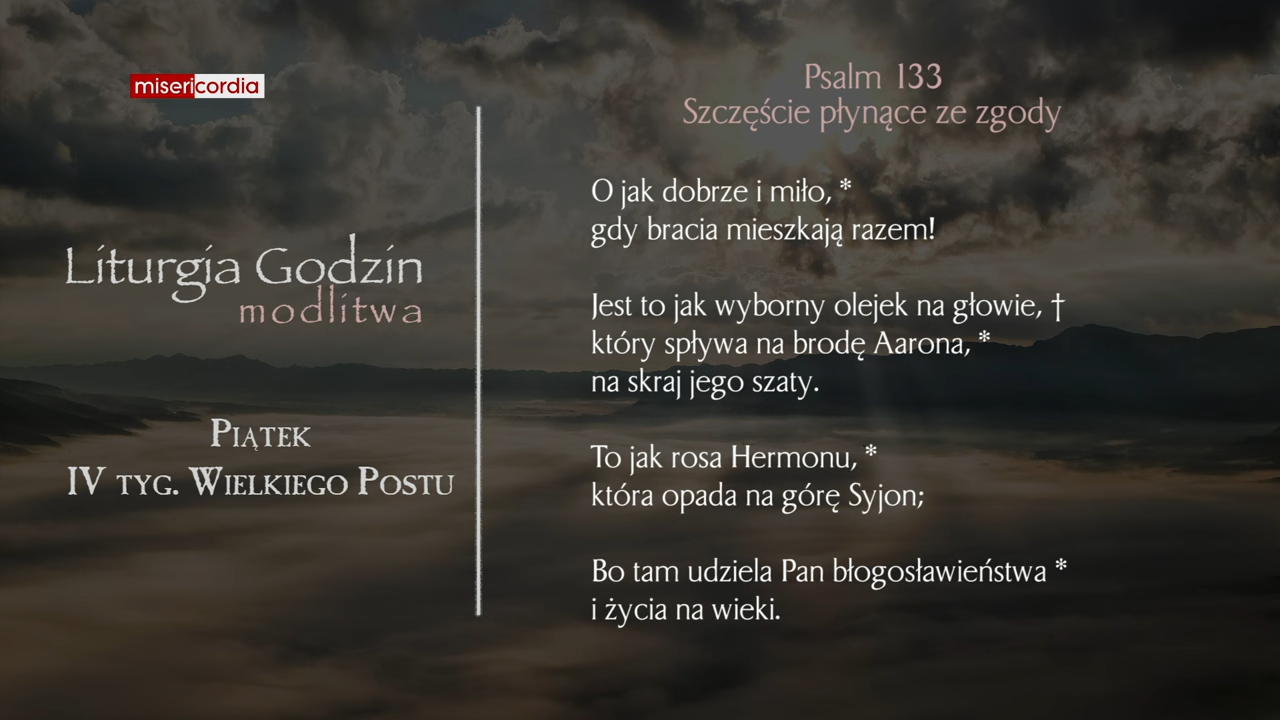 misericordia
Liturgia Godzin
modlitwa
Piątek
IV tyg. Wielkiego Postu
Psalm 133
Szczęście płynące ze zgody
O jak dobrze i miło, *
gdy bracia mieszkają razem!
Jest to jak wyborny olejek na głowie, †
który spływa na brodę Aarona, *
na skraj jego szaty.
To jak rosa Hermonu, *
która opada na górę Syjon;
Bo tam udziela Pan błogosławieństwa *
i życia na wieki.